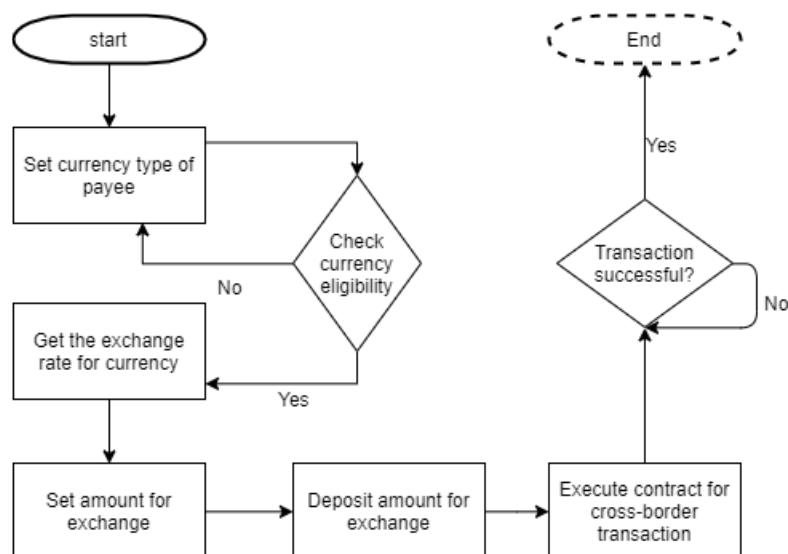 start
Set currency type of
payee
Check
currency
eligibility
No
Yes
Get the exchange
rate for currency
Set amount for
exchange
Deposit amount for
exchange
Execute contract for
cross-border
transaction
Transaction
successful?
No
Yes
End